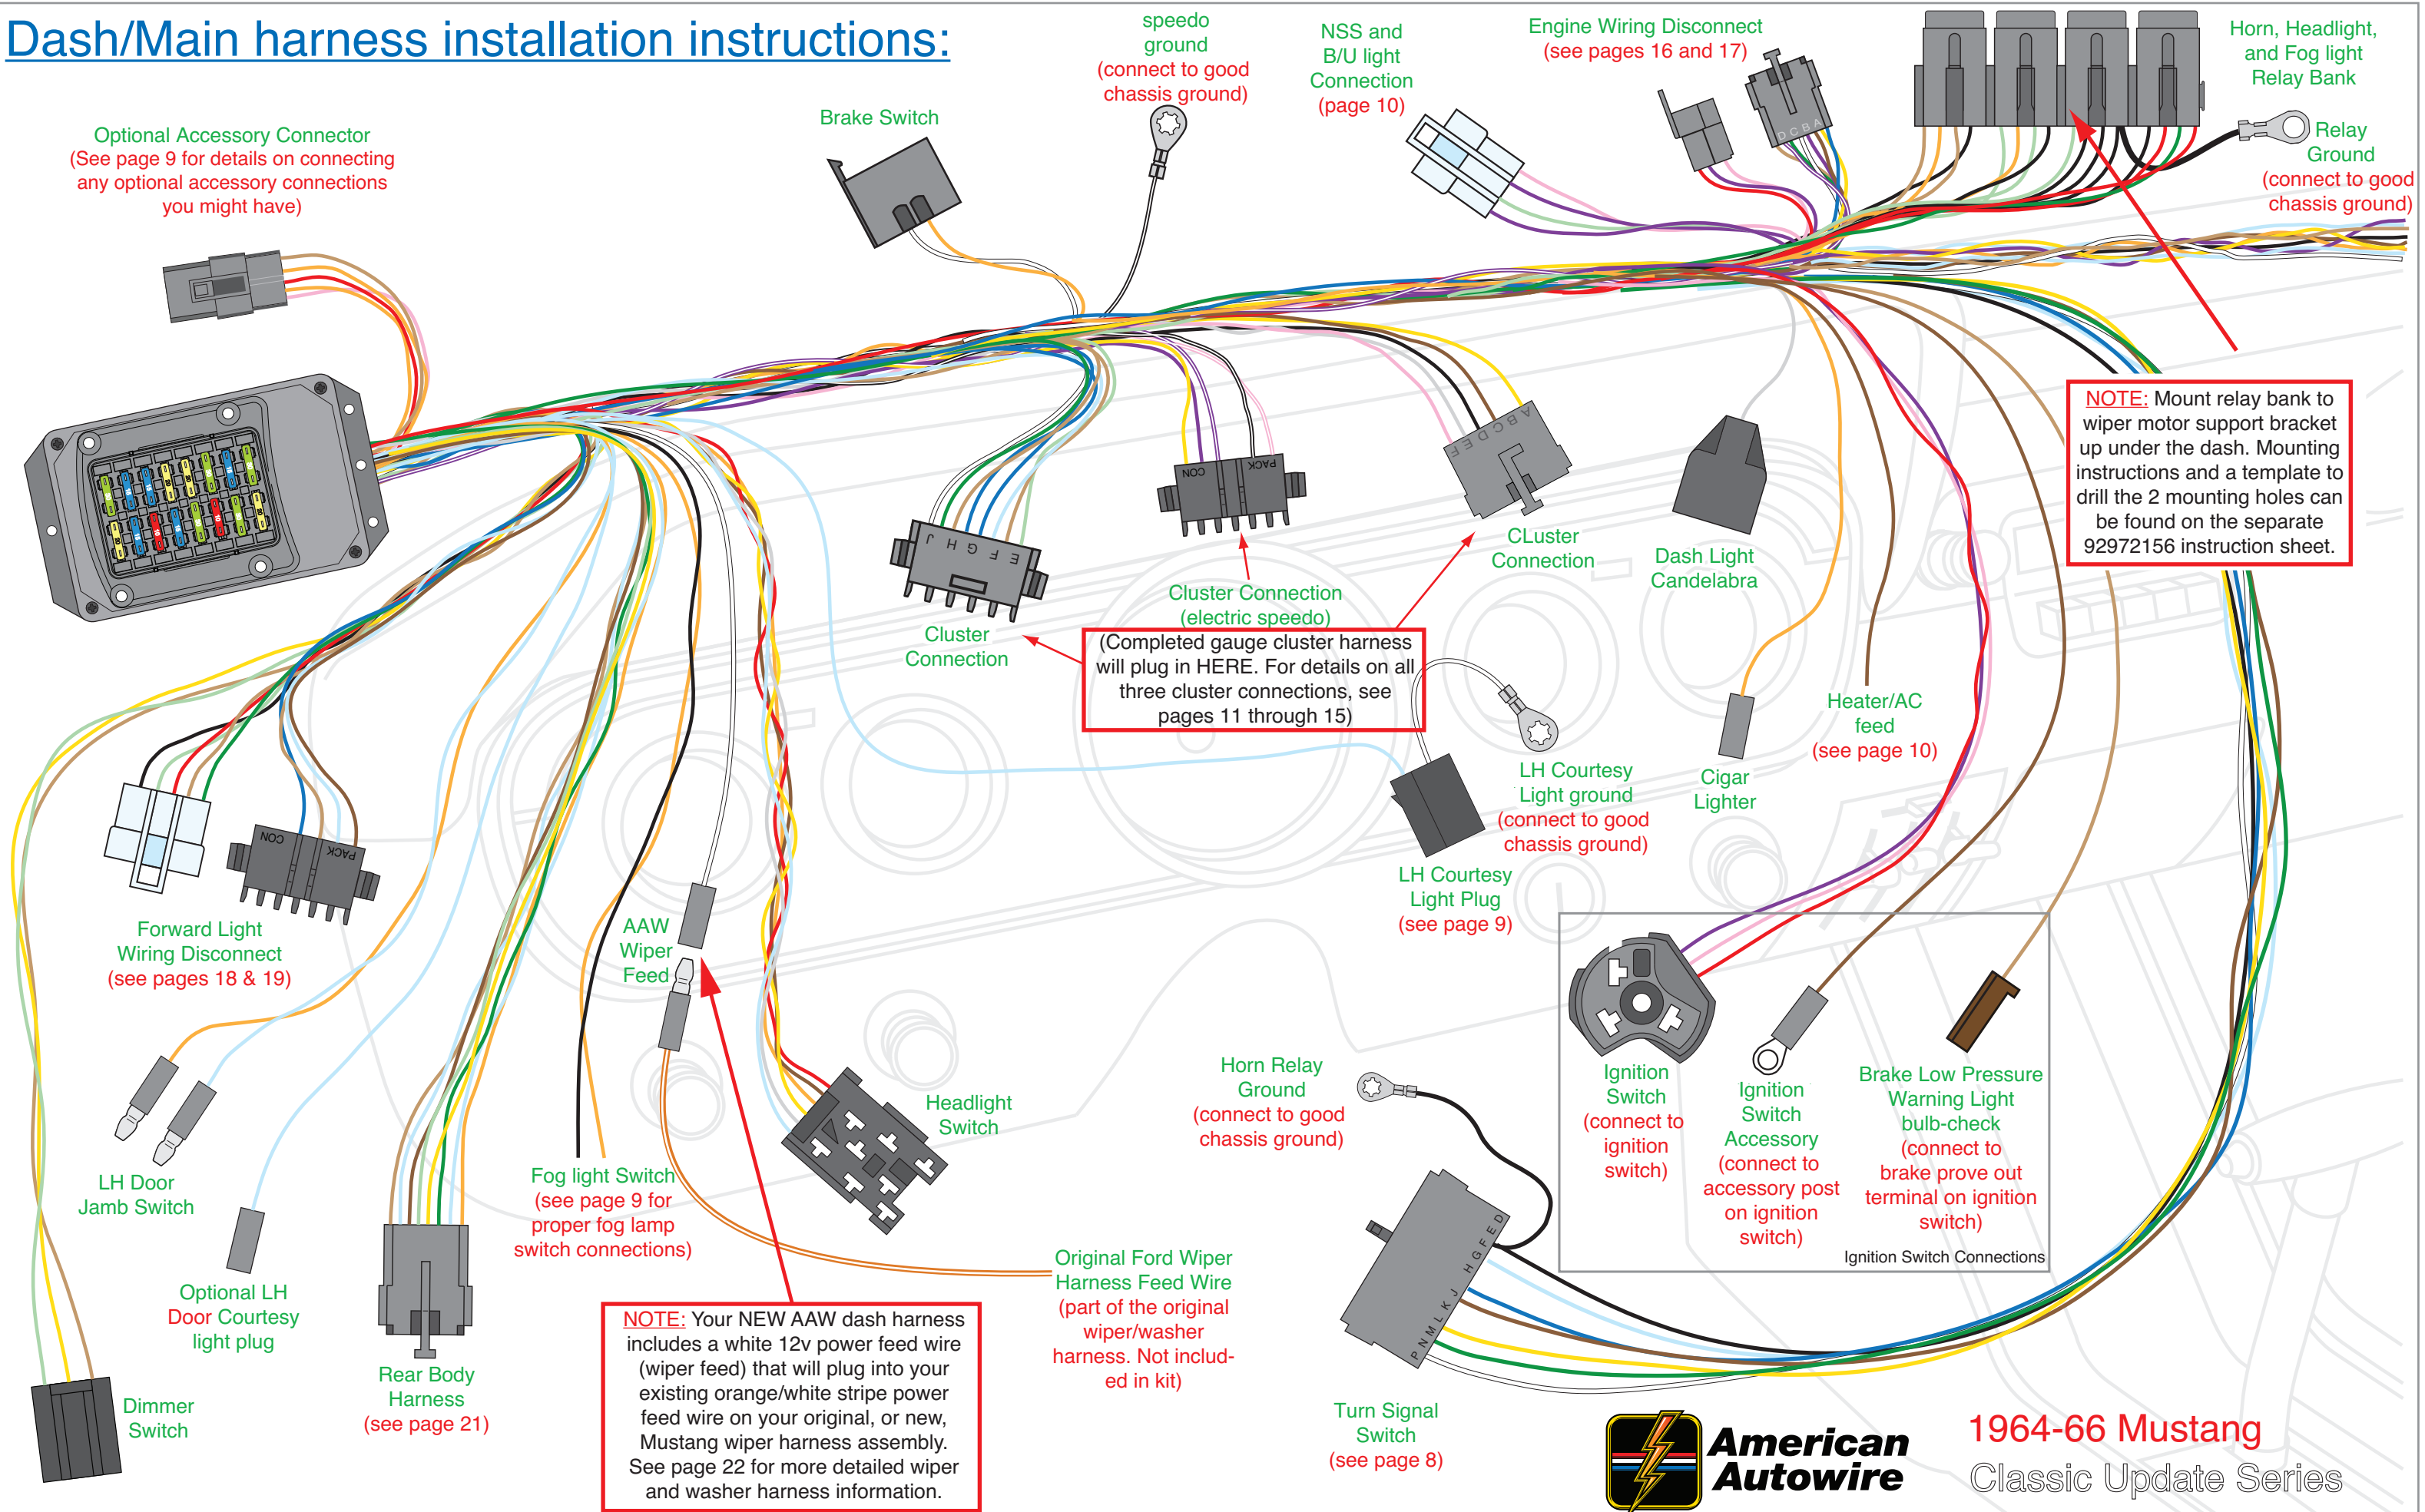 Dash/Main harness installation instructions:
speedo
ground
(connect to good
chassis ground)
NSS and
B/U light
Connection
(page 10)
Engine Wiring Disconnect
(see pages 16 and 17)
D C B A
Horn, Headlight,
and Fog light
Relay Bank
Relay
Ground
(connect to good
chassis ground)
Brake Switch
Optional Accessory Connector
(See page 9 for details on connecting
any optional accessory connections
you might have)
NOTE: Mount relay bank to
wiper motor support bracket
up under the dash. Mounting
instructions and a template to
drill the 2 mounting holes can
be found on the separate
92972156 instruction sheet.
J H G F E
Cluster
Connection
CON PACK
Cluster Connection
(electric speedo)
A B C D E F
CLuster
Connection
(Completed gauge cluster harness
will plug in HERE. For details on all
three cluster connections, see
pages 11 through 15)
Dash Light
Candelabra
Cigar
Lighter
Heater/AC
feed
(see page 10)
LH Courtesy
Light ground
(connect to good
chassis ground)
LH Courtesy
Light Plug
(see page 9)
CON PACK
Forward Light
Wiring Disconnect
(see pages 18 & 19)
AAW
Wiper
Feed
LH Door
Jamb Switch
Optional LH
Door Courtesy
light plug
Dimmer
Switch
Rear Body
Harness
(see page 21)
Fog light Switch
(see page 9 for
proper fog lamp
switch connections)
Headlight
Switch
NOTE: Your NEW AAW dash harness
includes a white 12v power feed wire
(wiper feed) that will plug into your
existing orange/white stripe power
feed wire on your original, or new,
Mustang wiper harness assembly.
See page 22 for more detailed wiper
and washer harness information.
Original Ford Wiper
Harness Feed Wire
(part of the original
wiper/washer
harness. Not includ-
ed in kit)
Horn Relay
Ground
(connect to good
chassis ground)
P N M L K J H G F E D
Turn Signal
Switch
(see page 8)
Ignition
Switch
(connect to
ignition
switch)
Ignition
Switch
Accessory
(connect to
accessory post
on ignition
switch)
Brake Low Pressure
Warning Light
bulb-check
(connect to
brake prove out
terminal on ignition
switch)
Ignition Switch Connections
American
Autowire
1964-66 Mustang
Classic Update Series